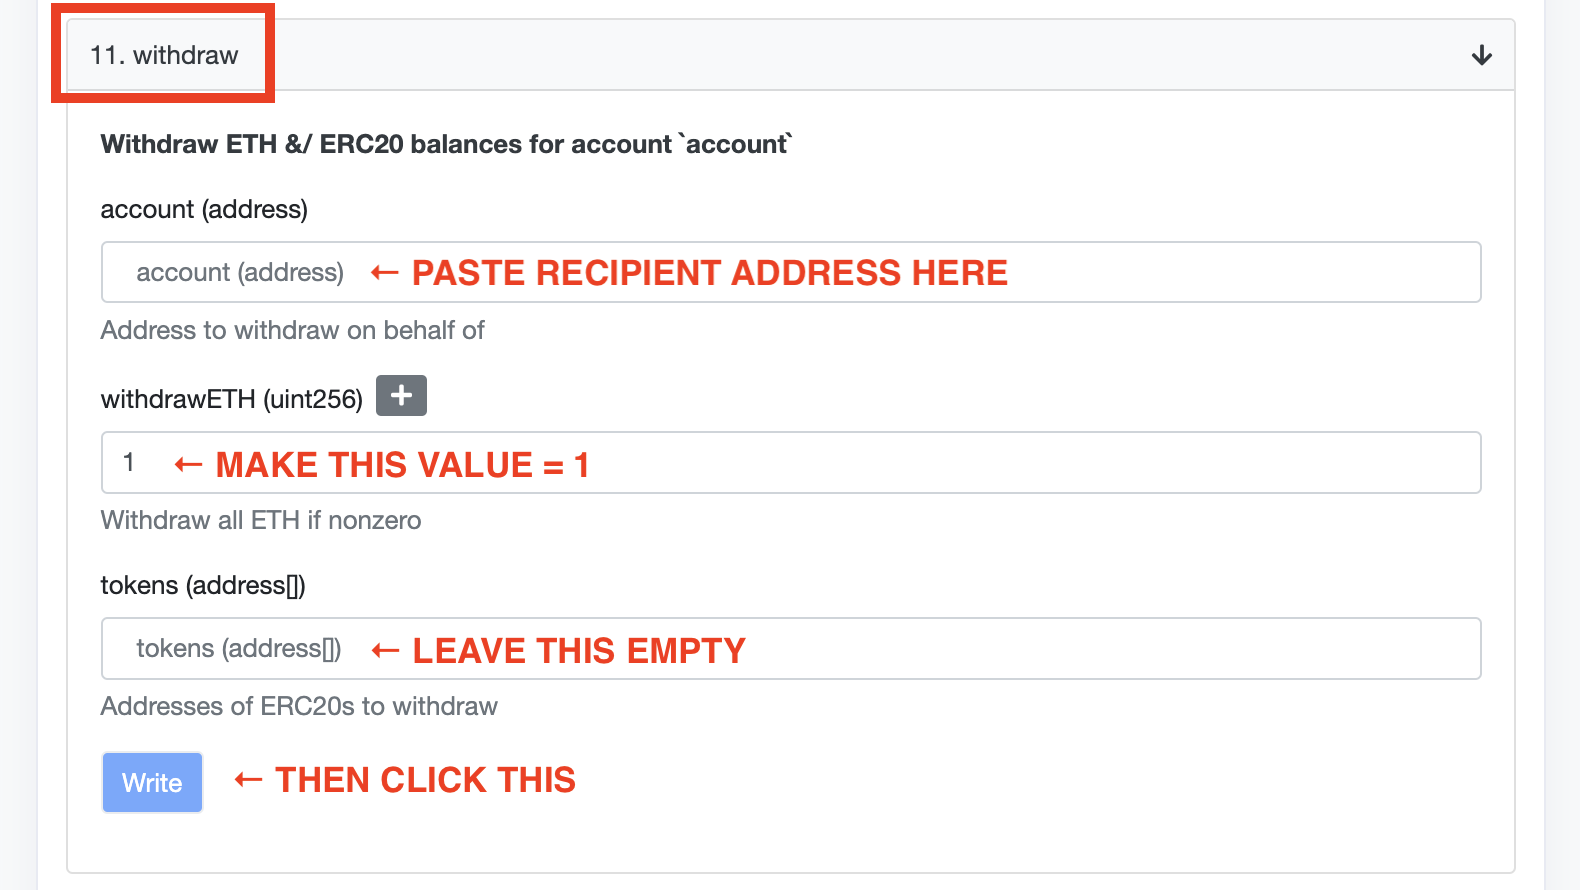 11. withdraw
Withdraw ETH &/ ERC20 balances for account `account`
account (address)
account (address) ← PASTE RECIPIENT ADDRESS HERE
Address to withdraw on behalf of
withdrawETH (uint256) +
1 ← MAKE THIS VALUE = 1
Withdraw all ETH if nonzero
tokens (address[])
tokens (address[]) ← LEAVE THIS EMPTY
Addresses of ERC20s to withdraw
Write ← THEN CLICK THIS